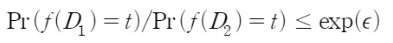 Pr(f(D₁) = t)/Pr(f(D₂) = t) ≤ exp(ϵ)